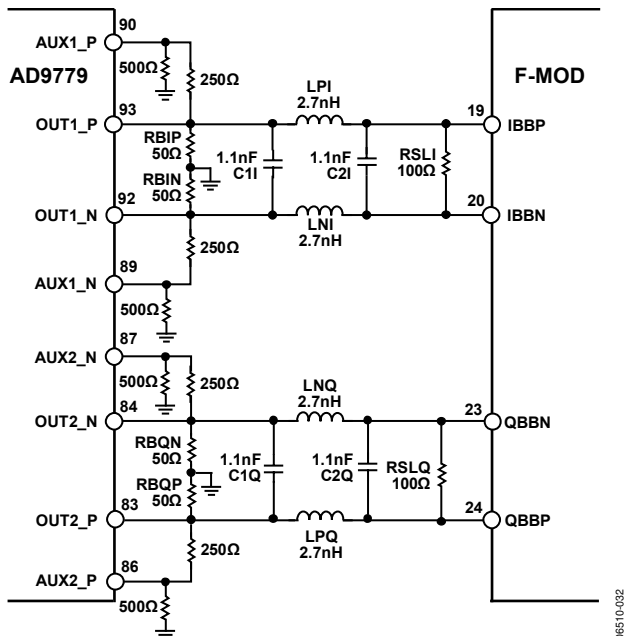 90
AUX1_P
AD9779
500Ω
250Ω
F-MOD
LPI
2.7nH
93
OUT1_P
19
IBBP
RBIP
50Ω
1.1nF
C1I
1.1nF
C2I
RSLI
100Ω
RBIN
50Ω
92
OUT1_N
20
IBBN
LNI
2.7nH
250Ω
89
AUX1_N
500Ω
87
AUX2_N
500Ω
250Ω
LNQ
2.7nH
84
OUT2_N
23
QBBN
RBQN
50Ω
1.1nF
C1Q
1.1nF
C2Q
RSLQ
100Ω
RBQP
50Ω
83
OUT2_P
24
QBBP
LPQ
2.7nH
250Ω
86
AUX2_P
500Ω
06510-032